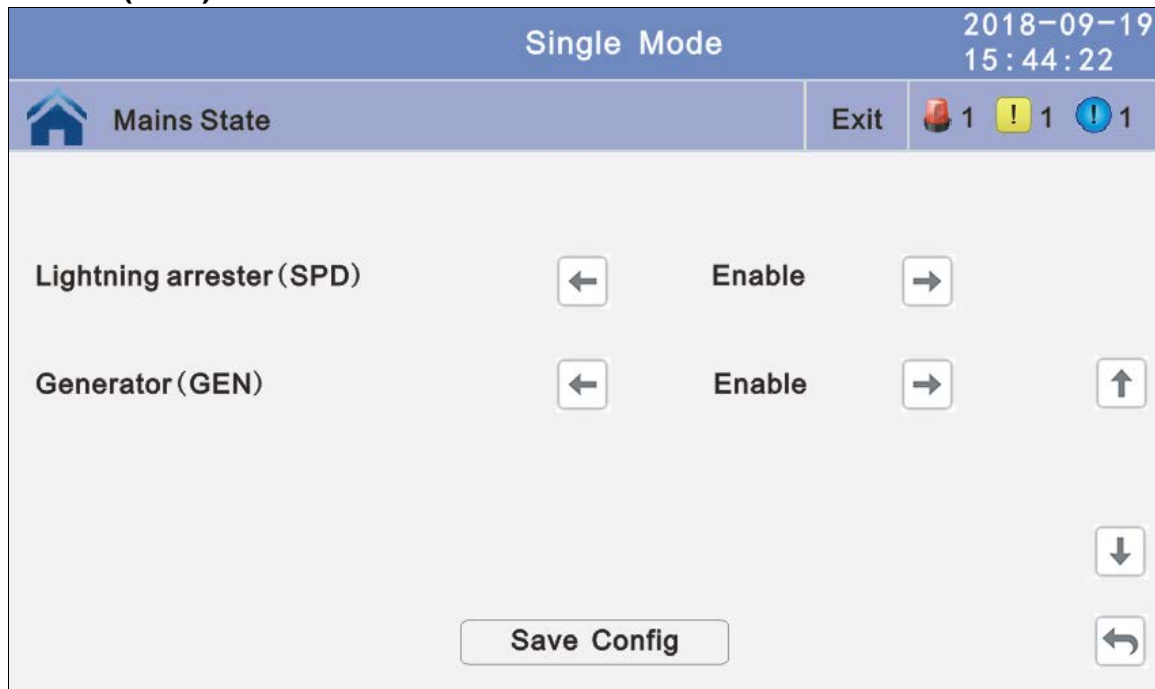 Single Mode
2018-09-19
15:44:22
Mains State
Exit
1
! 1
! 1
Lightning arrester(SPD)
Enable
Generator(GEN)
Enable
Save Config